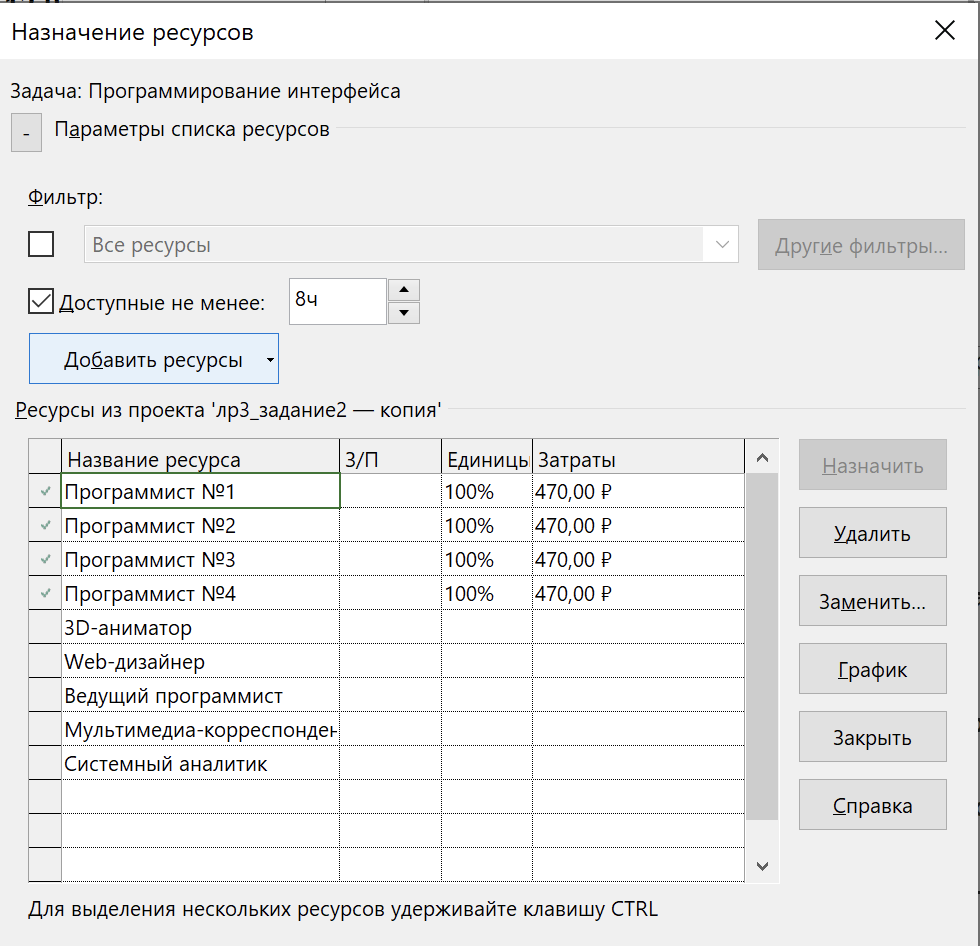 Назначение ресурсов
Задача: Программирование интерфейса
- Параметры списка ресурсов
Фильтр:
Все ресурсы
Другие фильтры...
Доступные не менее: 8ч
Добавить ресурсы
Ресурсы из проекта 'лр3_задание2 — копия'
Название ресурса З/П Единицы Затраты
Программист №1 100% 470,00 ₽
Программист №2 100% 470,00 ₽
Программист №3 100% 470,00 ₽
Программист №4 100% 470,00 ₽
3D-аниматор
Web-дизайнер
Ведущий программист
Мультимедиа-корреспонден
Системный аналитик
Назначить
Удалить
Заменить...
График
Закрыть
Справка
Для выделения нескольких ресурсов удерживайте клавишу CTRL